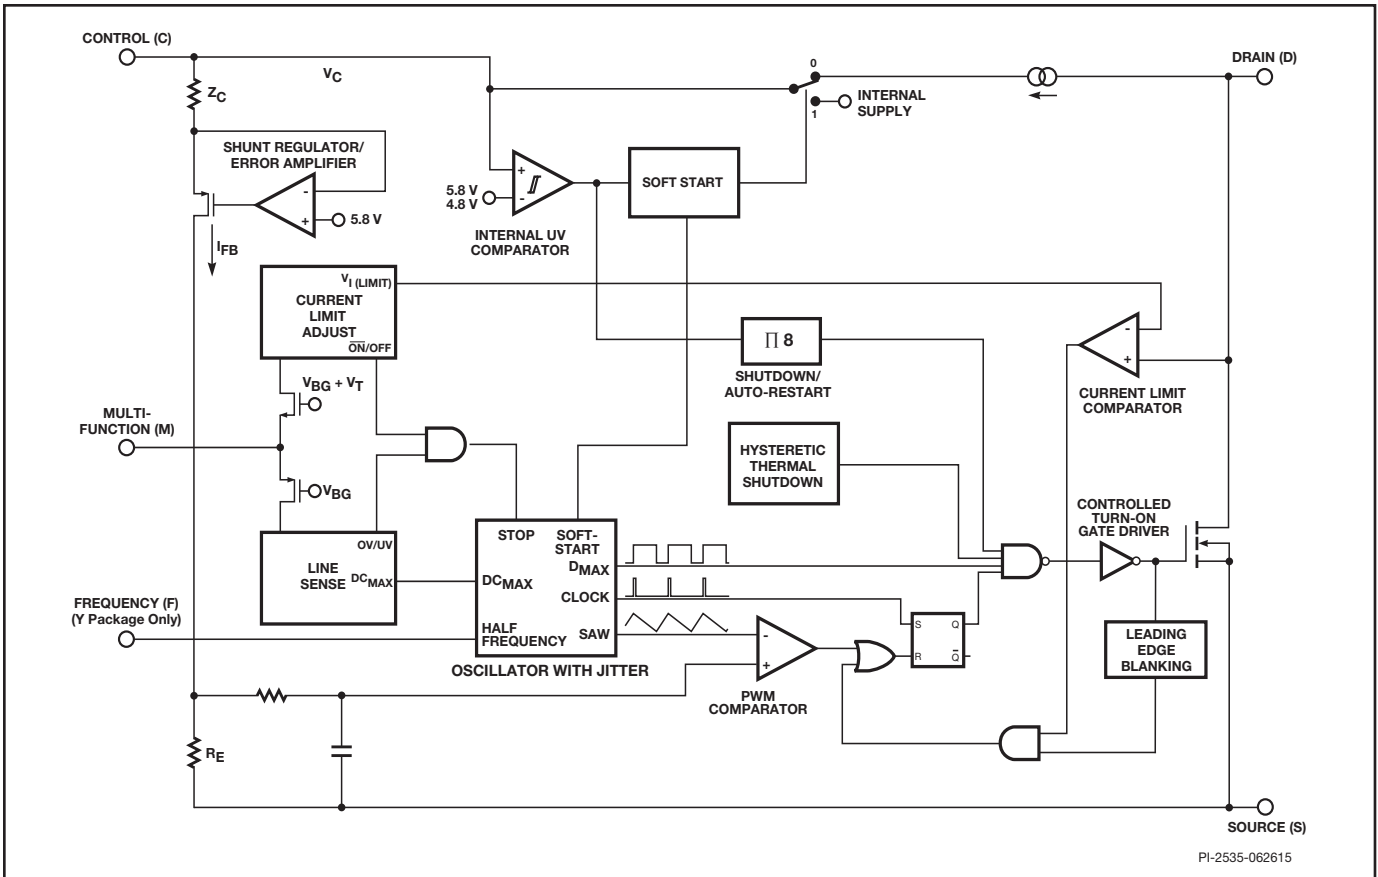 CONTROL (C)
VC
ZC
0
1
INTERNAL
SUPPLY
DRAIN (D)
SHUNT REGULATOR/
ERROR AMPLIFIER
-
+
5.8 V
IFB
+
-
5.8 V
4.8 V
INTERNAL UV
COMPARATOR
SOFT START
VI (LIMIT)
CURRENT
LIMIT
ADJUST
ON/OFF
∏ 8
SHUTDOWN/
AUTO-RESTART
-
+
CURRENT LIMIT
COMPARATOR
VBG + VT
MULTI-
FUNCTION (M)
VBG
HYSTERETIC
THERMAL
SHUTDOWN
CONTROLLED
TURN-ON
GATE DRIVER
OV/UV
LINE
SENSE
DCMAX
STOP
SOFT-
START
DMAX
DCMAX
CLOCK
HALF
FREQUENCY
SAW
OSCILLATOR WITH JITTER
FREQUENCY (F)
(Y Package Only)
-
+
PWM
COMPARATOR
S
Q
R
Q̅
LEADING
EDGE
BLANKING
RE
SOURCE (S)
PI-2535-062615